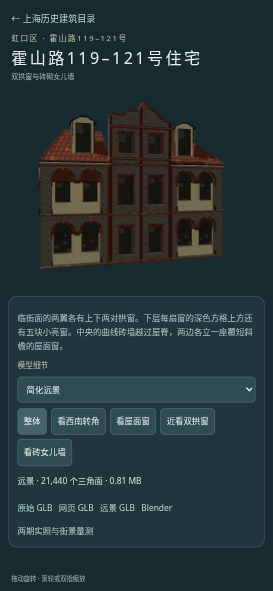 ← 上海历史建筑目录
虹口区 · 霍山路119–121号
霍山路119–121号住宅
双拱窗与砖砌女儿墙
临街面的两翼各有上下两对拱窗。下层每扇窗的深色方格上方还
有五块小亮窗。中央的曲线砖墙越过屋脊，两边各立一座覆短斜
檐的屋面窗。
模型细节
简化远景
整体 看西南转角 看屋面窗 近看双拱窗
看砖女儿墙
远景 · 21,440 个三角面 · 0.81 MB
原始 GLB 网页 GLB 远景 GLB Blender
两期实照与街景量测
拖动旋转 · 滚轮或双指缩放